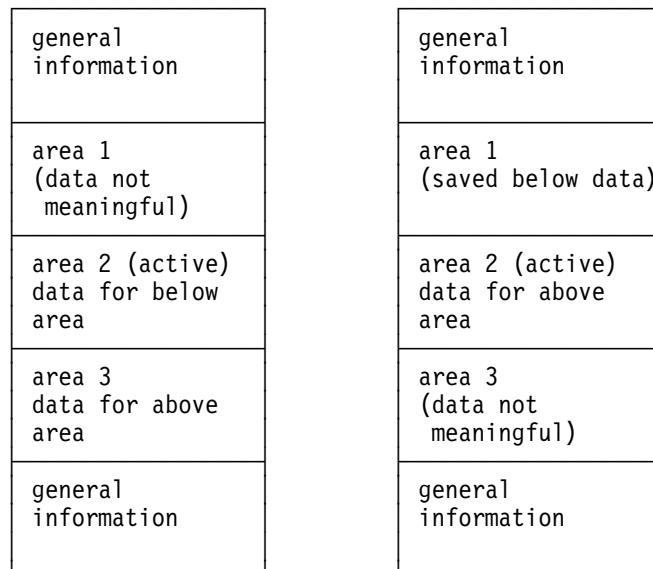 general
information
area 1
(data not
meaningful)
area 2 (active)
data for below
area
area 3
data for above
area
general
information
general
information
area 1
(saved below data)
area 2 (active)
data for above
area
area 3
(data not
meaningful)
general
information